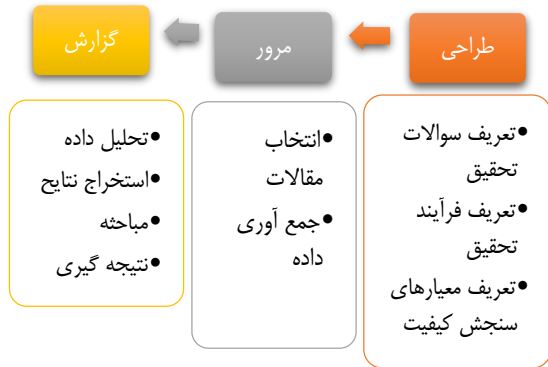 طراحی
مرور
گزارش
•تعریف سوالات
تحقیق
•تعریف فرآیند
تحقیق
•تعریف معیارهای
سنجش کیفیت
•انتخاب
مقالات
•جمع آوری
داده
•تحلیل داده
•استخراج نتایج
•مباحثه
•نتیجه گیری